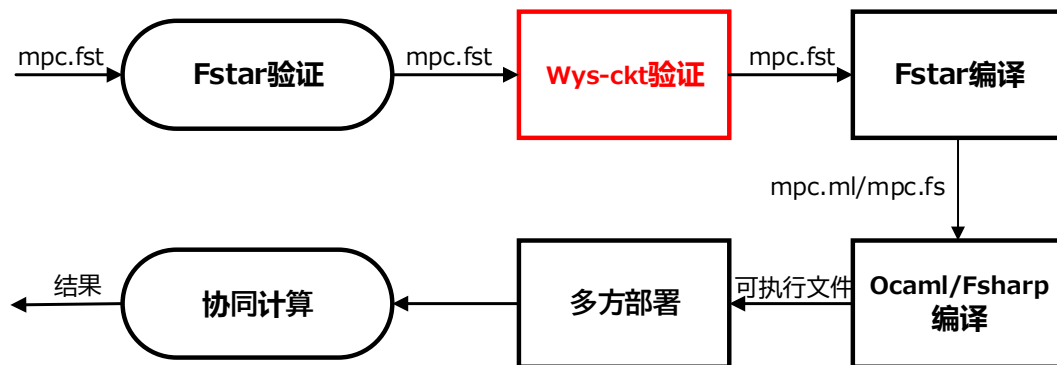 mpc.fst
Fstar验证
mpc.fst
Wys-ckt验证
mpc.fst
Fstar编译
mpc.ml/mpc.fs
结果
协同计算
多方部署
可执行文件
Ocaml/Fsharp
编译